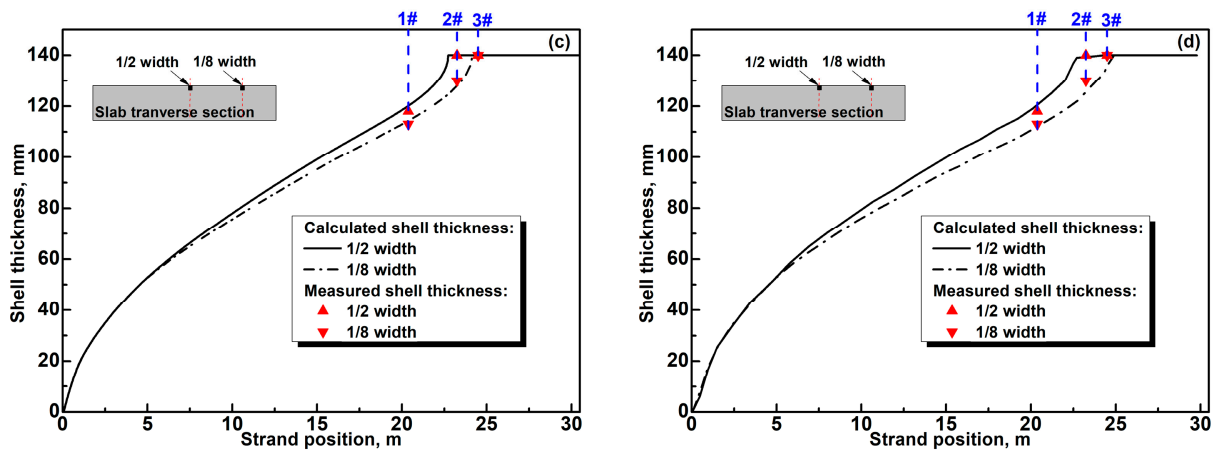 1# 2# 3#
(c)
1/2 width 1/8 width
Slab tranverse section
Shell thickness, mm
140
120
100
80
60
40
20
0
Calculated shell thickness:
1/2 width
1/8 width
Measured shell thickness:
1/2 width
1/8 width
0 5 10 15 20 25 30
Strand position, m
1# 2# 3#
(d)
1/2 width 1/8 width
Slab tranverse section
Shell thickness, mm
140
120
100
80
60
40
20
0
Calculated shell thickness:
1/2 width
1/8 width
Measured shell thickness:
1/2 width
1/8 width
0 5 10 15 20 25 30
Strand position, m